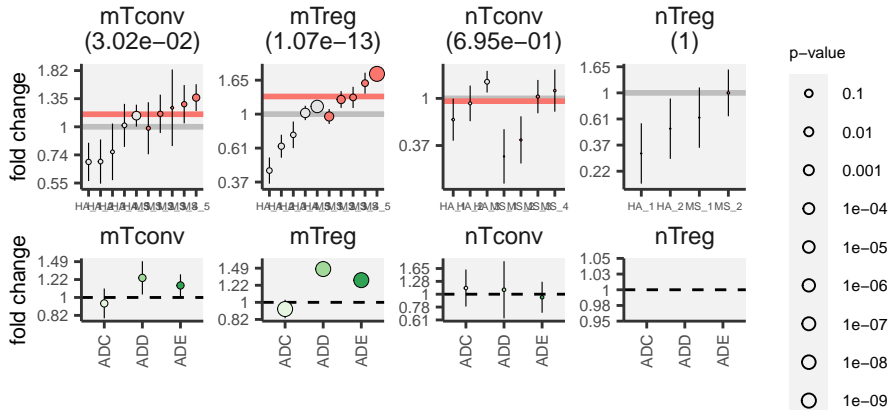 mTconv
(3.02e−02)
mTreg
(1.07e−13)
nTconv
(6.95e−01)
nTreg
(1)
fold change
1.82
1.35
1
0.74
0.55
1.65
1
0.61
0.37
1
0.37
1.65
1
0.61
0.37
0.22
HA_1
MS_5
HA_1
MS_5
HA_1
MS_4
HA_1
HA_2
MS_1
MS_2
mTconv
mTreg
nTconv
nTreg
fold change
1.49
1.22
1
0.82
1.49
1.22
1
0.82
1.65
1.28
1
0.78
0.61
1.05
1.03
1
0.98
0.95
ADC
ADD
ADE
ADC
ADD
ADE
ADC
ADD
ADE
ADC
ADD
ADE
p−value
0.1
0.01
0.001
1e−04
1e−05
1e−06
1e−07
1e−08
1e−09